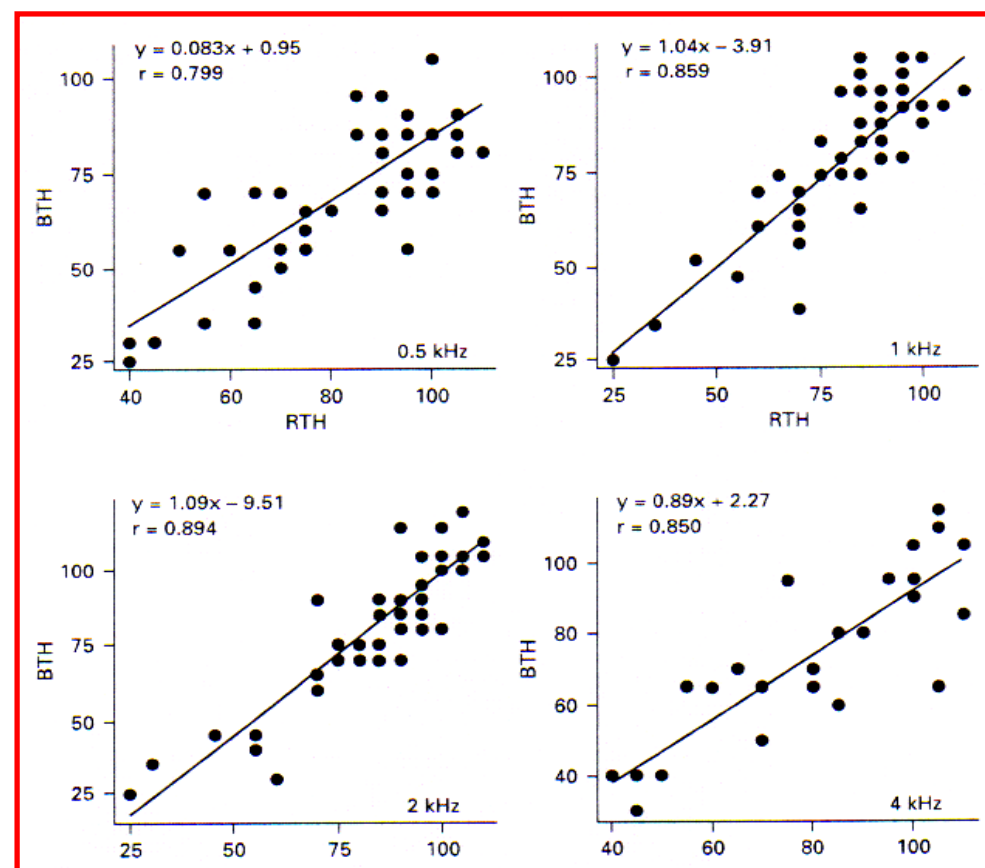 y = 0.083x + 0.95
r = 0.799
100
75
50
25
BTH
40 60 80 100
RTH
0.5 kHz
y = 1.04x – 3.91
r = 0.859
100
75
50
25
BTH
25 50 75 100
RTH
1 kHz
y = 1.09x – 9.51
r = 0.894
100
75
50
25
BTH
25 50 75 100
2 kHz
y = 0.89x + 2.27
r = 0.850
100
80
60
40
BTH
40 60 80 100
4 kHz